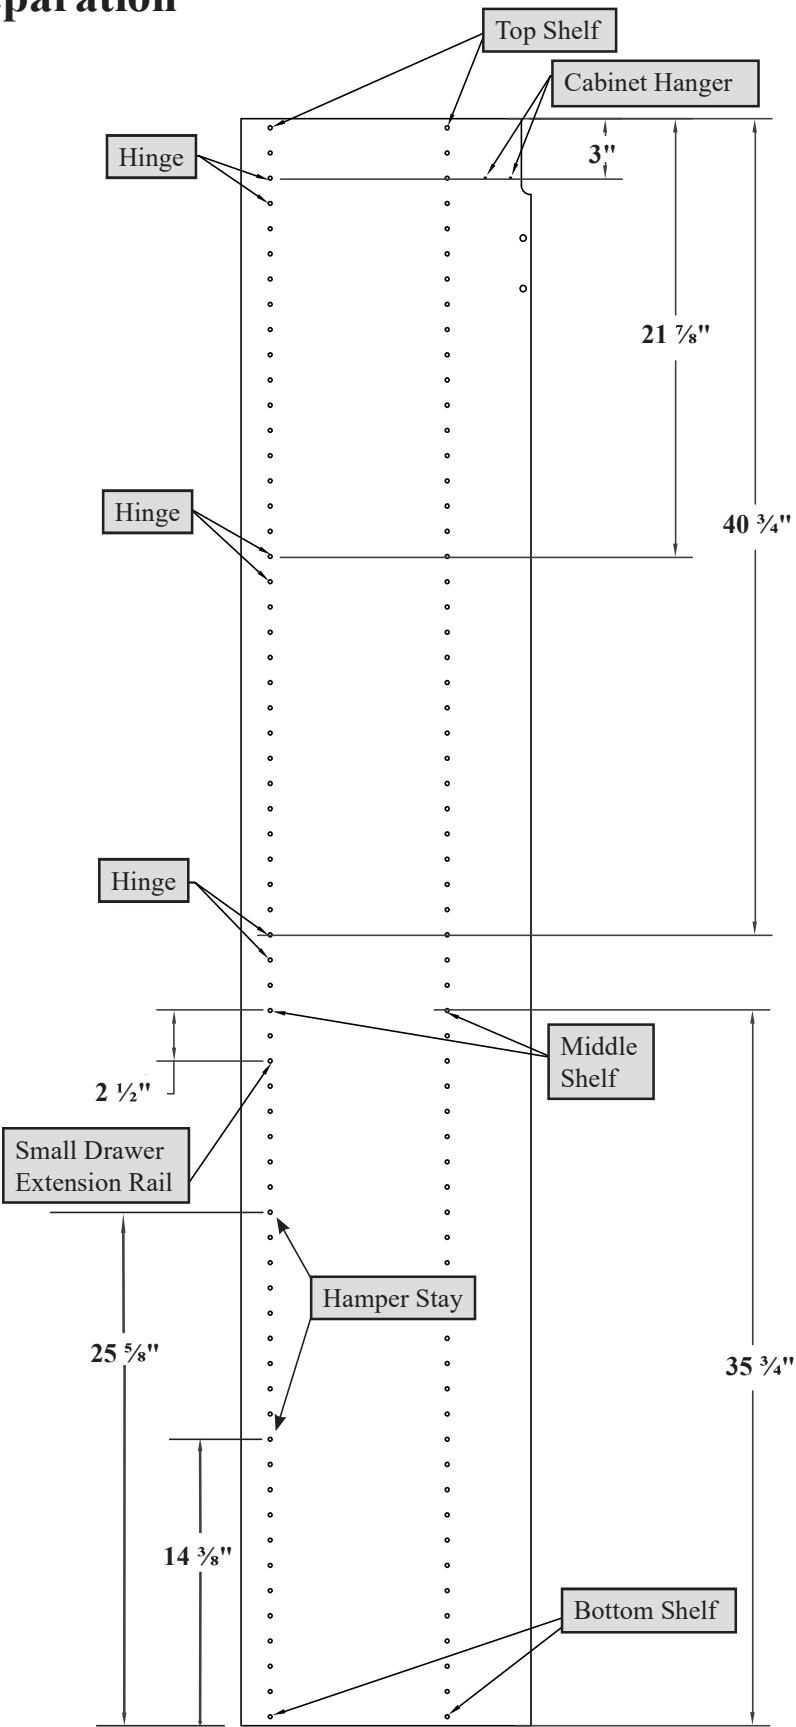 Top Shelf
Cabinet Hanger
Hinge
3"
21 ⅞"
Hinge
40 ¾"
Hinge
Middle
Shelf
2 ½"
Small Drawer
Extension Rail
Hamper Stay
25 ⅝"
35 ¾"
14 ⅜"
Bottom Shelf